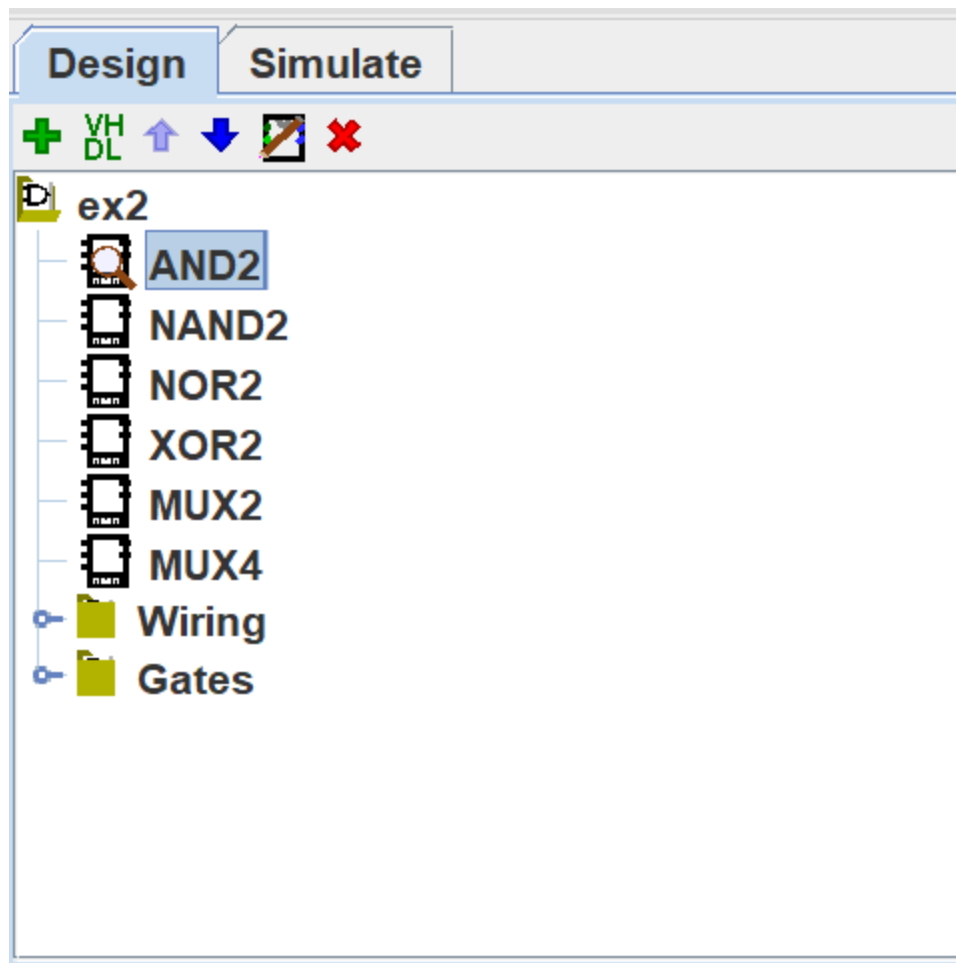 Design Simulate
VH
DL
ex2
AND2
NAND2
NOR2
XOR2
MUX2
MUX4
Wiring
Gates